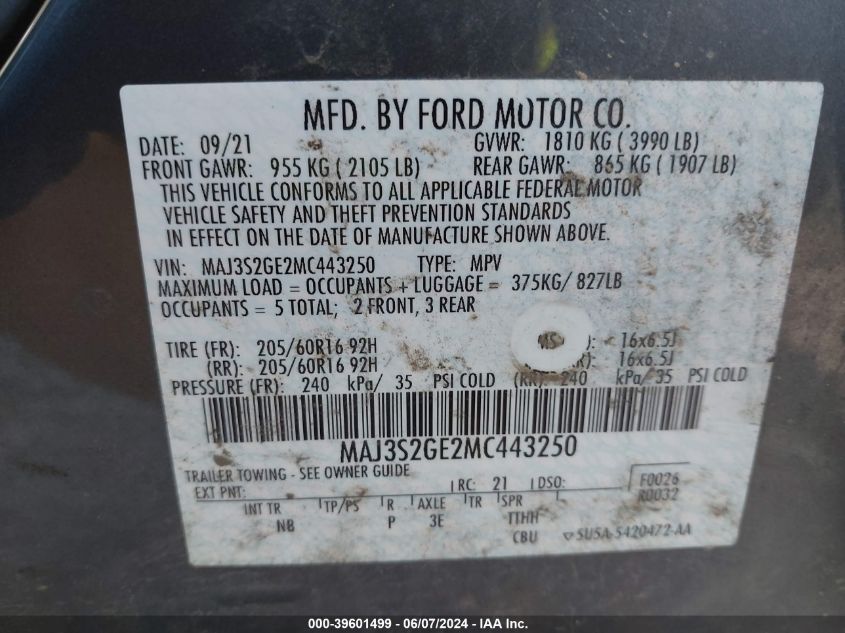 MFD. BY FORD MOTOR CO.
DATE: 09/21 GVWR: 1810 KG ( 3990 LB)
FRONT GAWR: 955 KG ( 2105 LB) REAR GAWR: 865 KG ( 1907 LB)
THIS VEHICLE CONFORMS TO ALL APPLICABLE FEDERAL MOTOR
VEHICLE SAFETY AND THEFT PREVENTION STANDARDS
IN EFFECT ON THE DATE OF MANUFACTURE SHOWN ABOVE.
VIN: MAJ3S2GE2MC443250 TYPE: MPV
MAXIMUM LOAD = OCCUPANTS + LUGGAGE = 375KG/ 827LB
OCCUPANTS = 5 TOTAL; 2 FRONT, 3 REAR
TIRE (FR): 205/60R16 92H ): 16x6.5J
(RR): 205/60R16 92H R): 16x6.5J
PRESSURE (FR): 240 kPa/ 35 PSI COLD (RR): 240 kPa/ 35 PSI COLD
MAJ3S2GE2MC443250
TRAILER TOWING - SEE OWNER GUIDE
EXT PNT: RC: 21 DSO: F0026
R0032
INT TR TP/PS R AXLE TR SPR
NB P 3E TTHH
CBU SU5A-5420472-AA
000-39601499 - 06/07/2024 - IAA Inc.